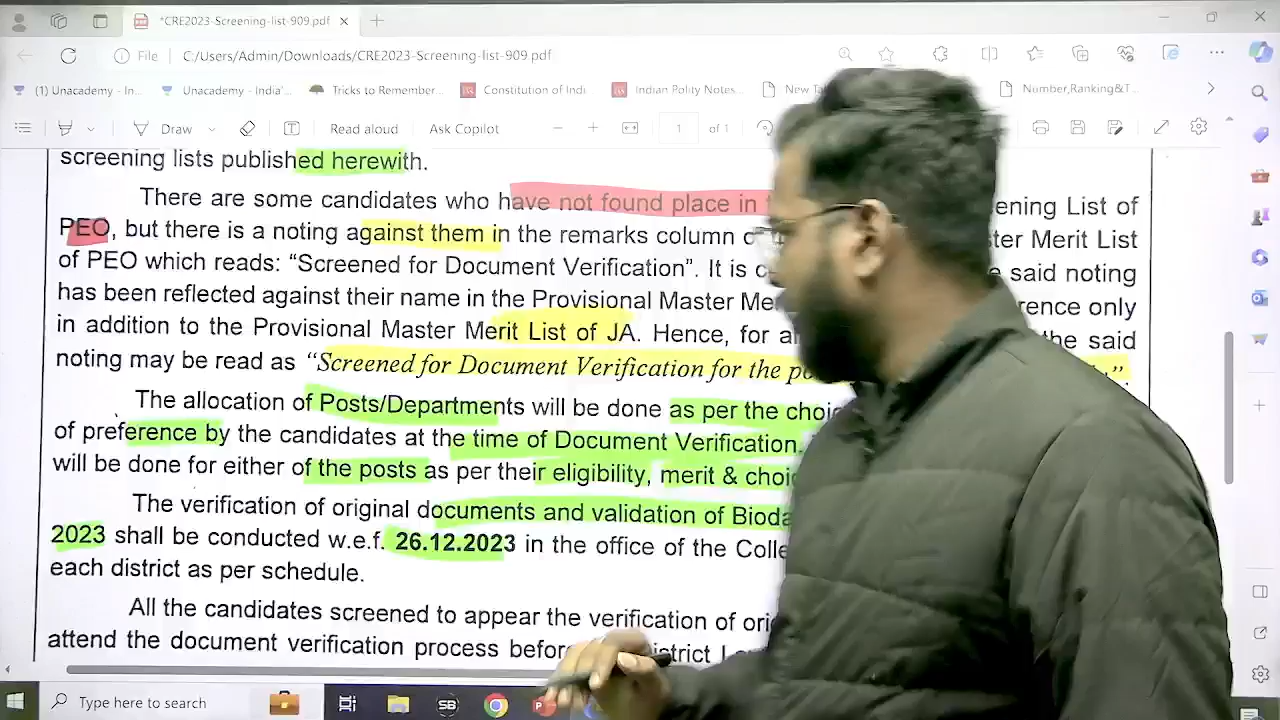 *CRE2023-Screening-list-909.pdf
File C:/Users/Admin/Downloads/CRE2023-Screening-list-909.pdf
(1) Unacademy - In... Unacademy - India'... Tricks to Remember... Constitution of Indi Indian Polity Notes... New Ta Number,Ranking&T...
Draw Read aloud Ask Copilot 1 of 1
screening lists published herewith.
There are some candidates who have not found place in ening List of
PEO, but there is a noting against them in the remarks column ter Merit List
of PEO which reads: “Screened for Document Verification”. It is said noting
has been reflected against their name in the Provisional Master rence only
in addition to the Provisional Master Merit List of JA. Hence, for the said
noting may be read as “Screened for Document Verification for the ”.
The allocation of Posts/Departments will be done as per the
of preference by the candidates at the time of Document Verification.
will be done for either of the posts as per their eligibility, merit &
The verification of original documents and validation of
2023 shall be conducted w.e.f. 26.12.2023 in the office of the
each district as per schedule.
All the candidates screened to appear the verification of
attend the document verification process
Type here to search SB